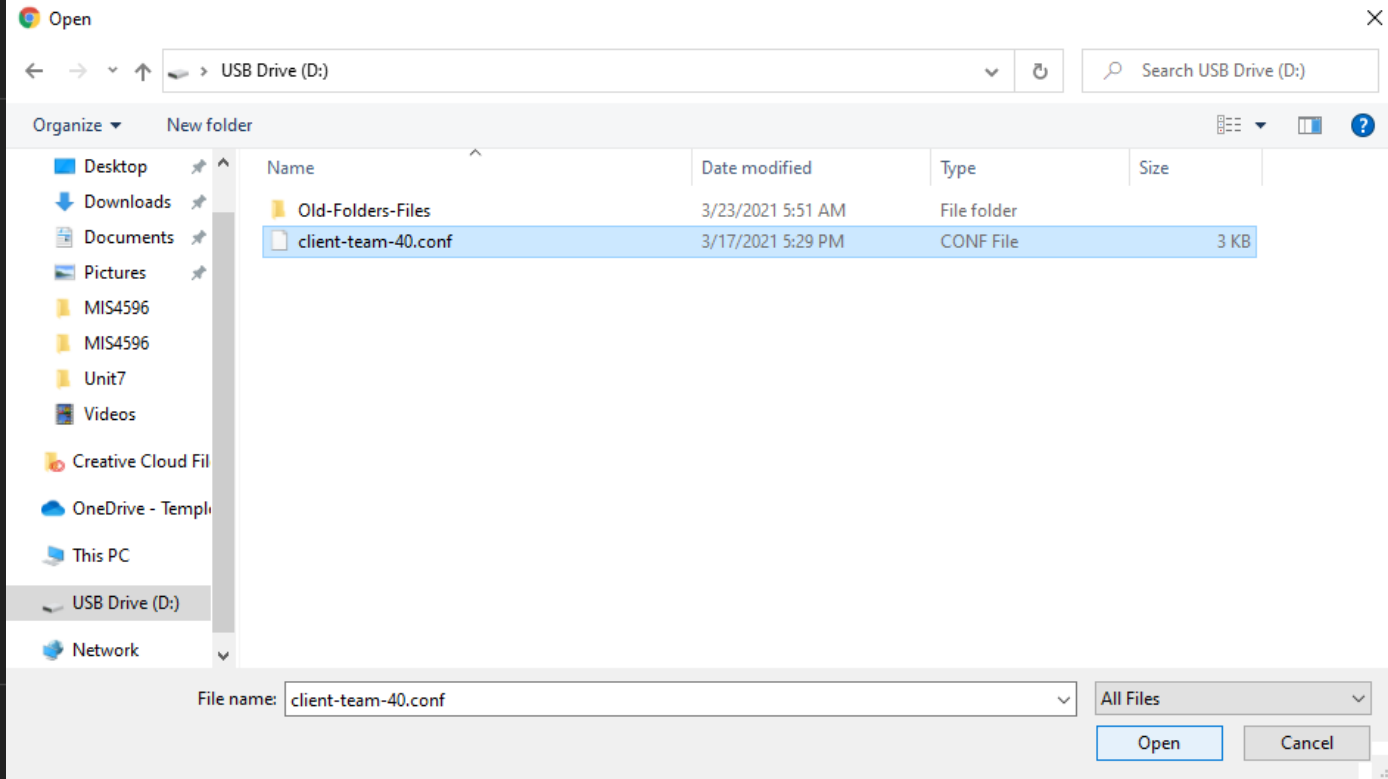 Open
USB Drive (D:)
Search USB Drive (D:)
Organize
New folder
?
Desktop
Downloads
Documents
Pictures
MIS4596
MIS4596
Unit7
Videos
Creative Cloud Fil
OneDrive - Templ
This PC
USB Drive (D:)
Network
Name Date modified Type Size
Old-Folders-Files 3/23/2021 5:51 AM File folder
client-team-40.conf 3/17/2021 5:29 PM CONF File 3 KB
File name: client-team-40.conf All Files
Open Cancel